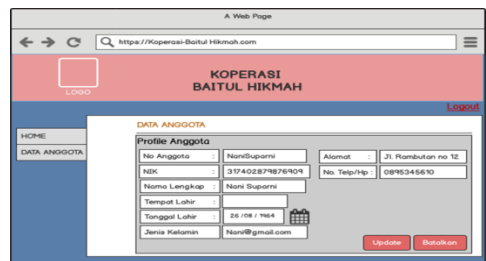 A Web Page
https://Koperasi-Baitul Hikmah.com
LOGO
KOPERASI
BAITUL HIKMAH
Logout
HOME
DATA ANGGOTA
DATA ANGGOTA
Profile Anggota
No Anggota : NaniSuparni
NIK : 317402879876909
Nama Lengkap : Nani Suparni
Tempat Lahir :
Tanggal Lahir : 26 /08 / 1964
Jenis Kelamin Nani@gmail.com
Alamat : Jl. Rambutan no 12
No. Telp/Hp : 0895345610
Update Batalkan